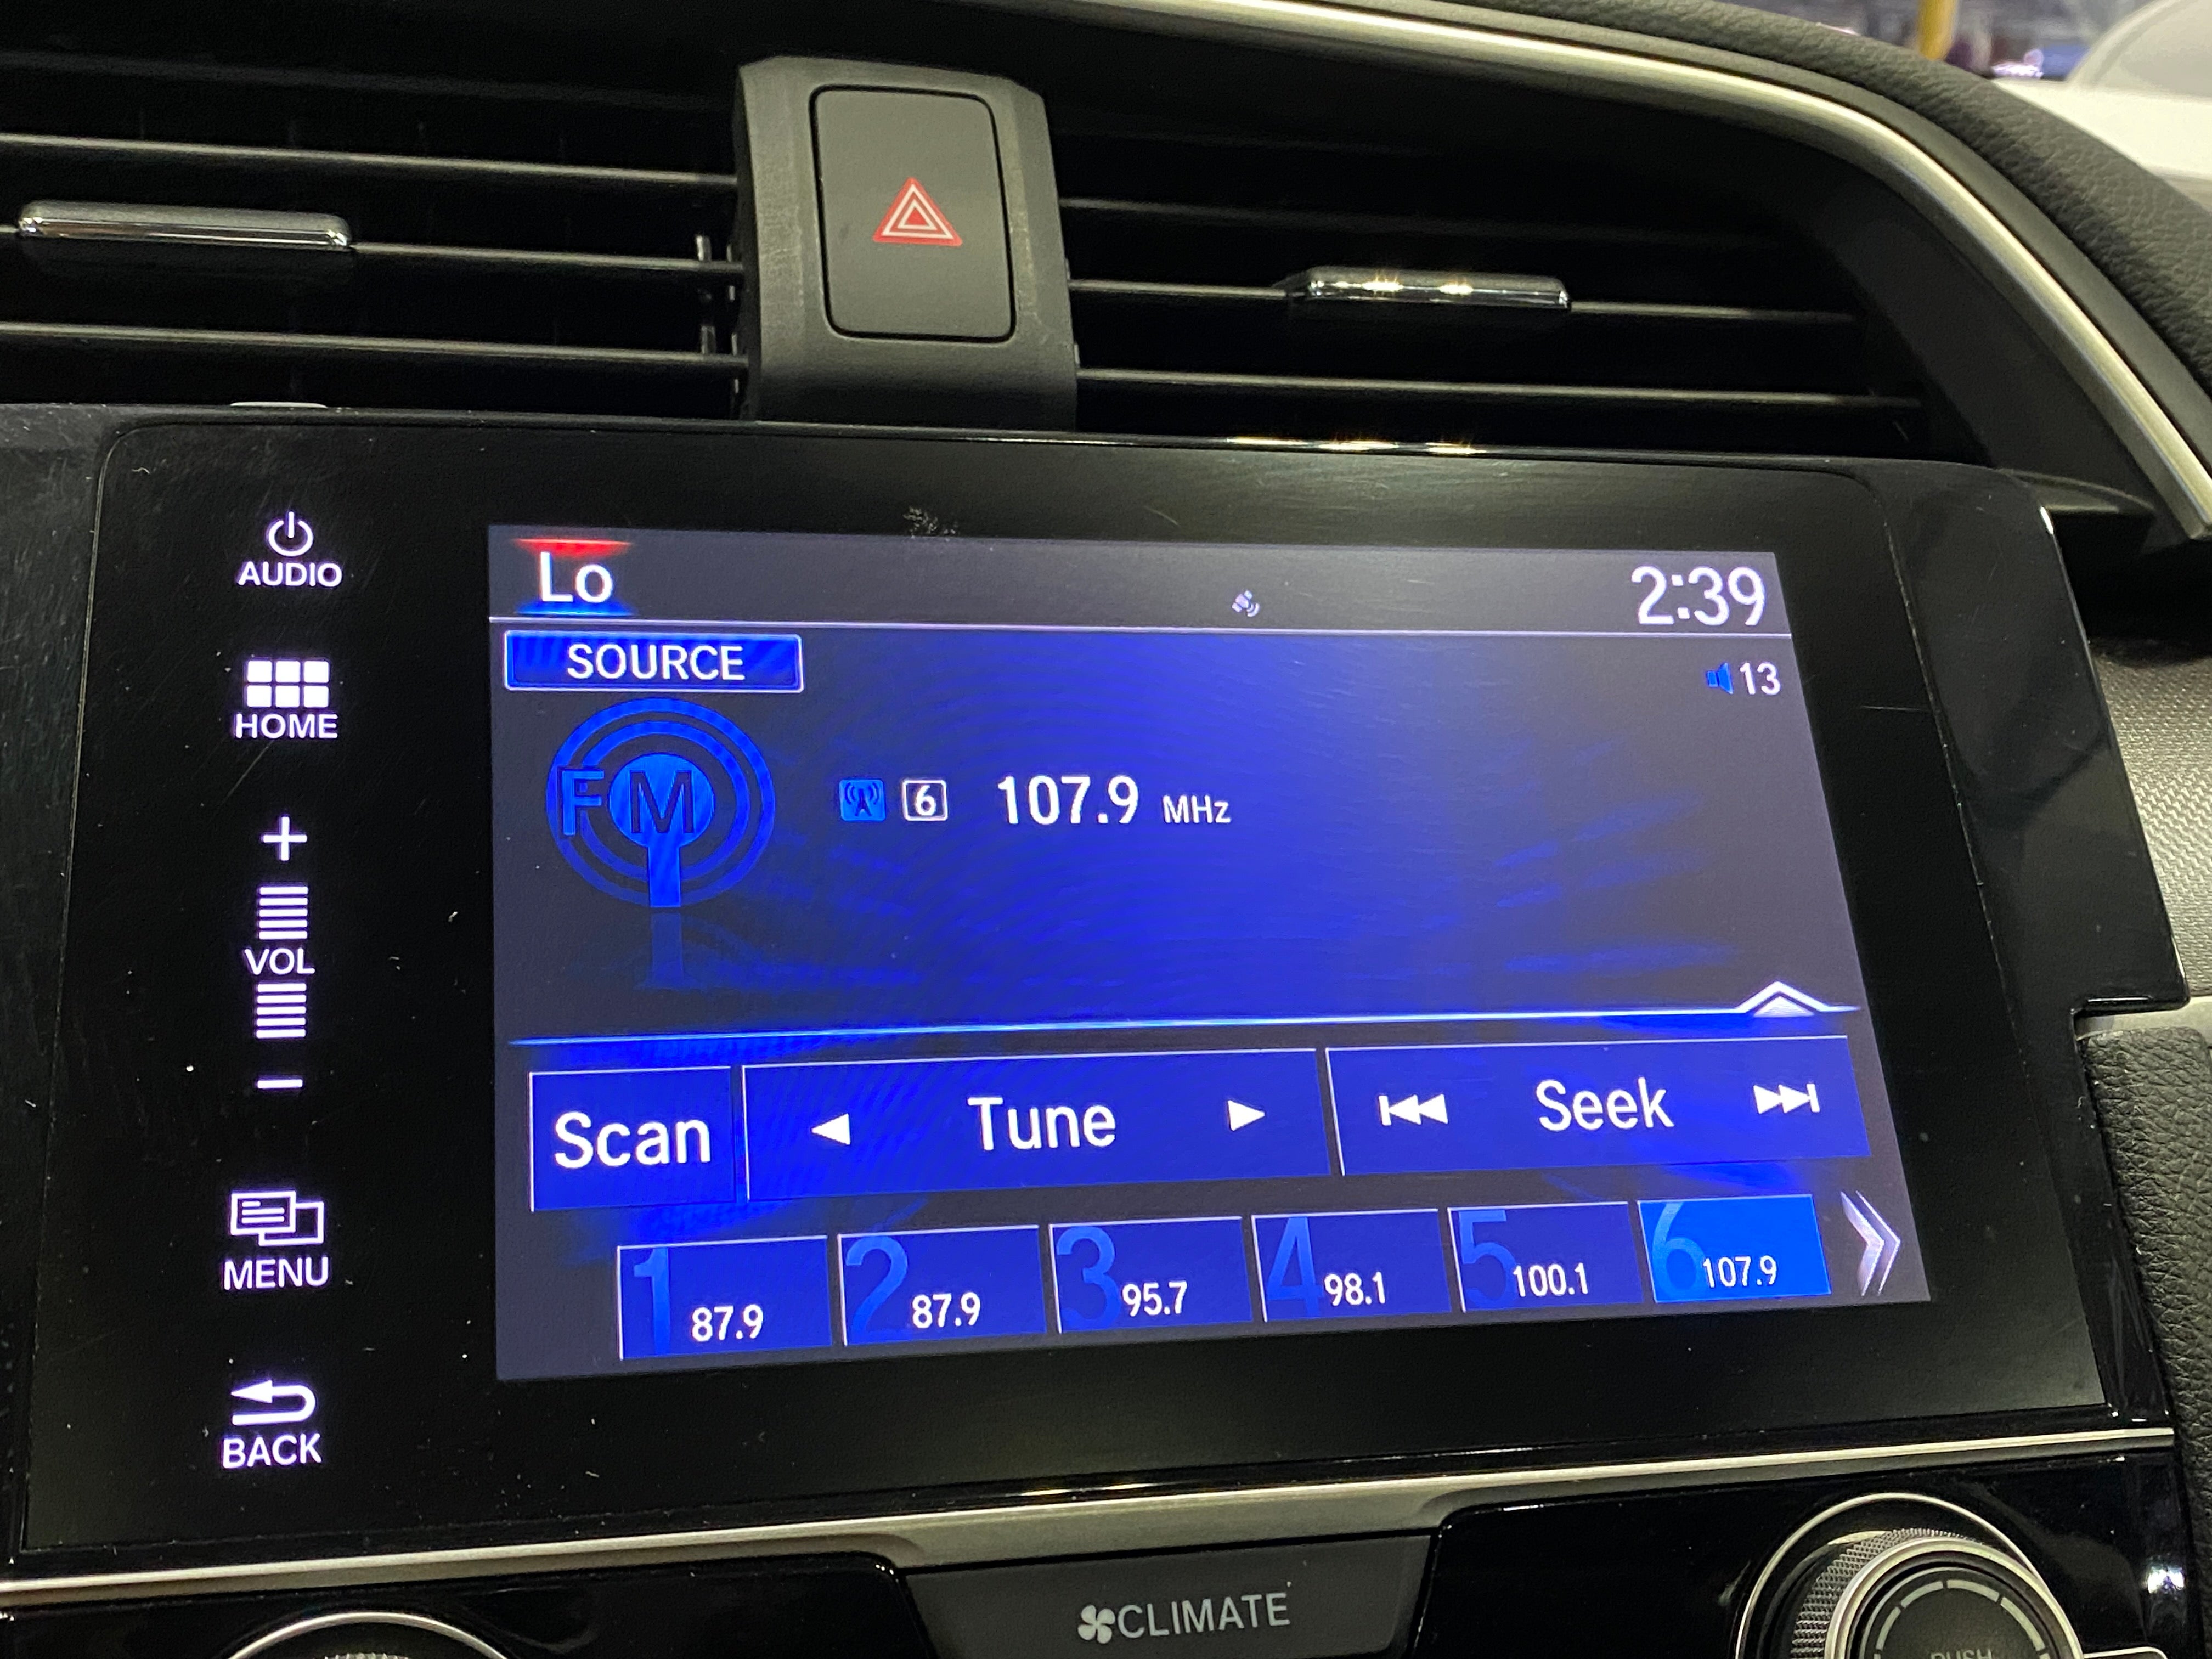 AUDIO
HOME
+
VOL
−
MENU
BACK
Lo
2:39
SOURCE
13
FM
6 107.9 MHz
Scan
Tune
Seek
1 87.9
2 87.9
3 95.7
4 98.1
5 100.1
6 107.9
CLIMATE
PUSH